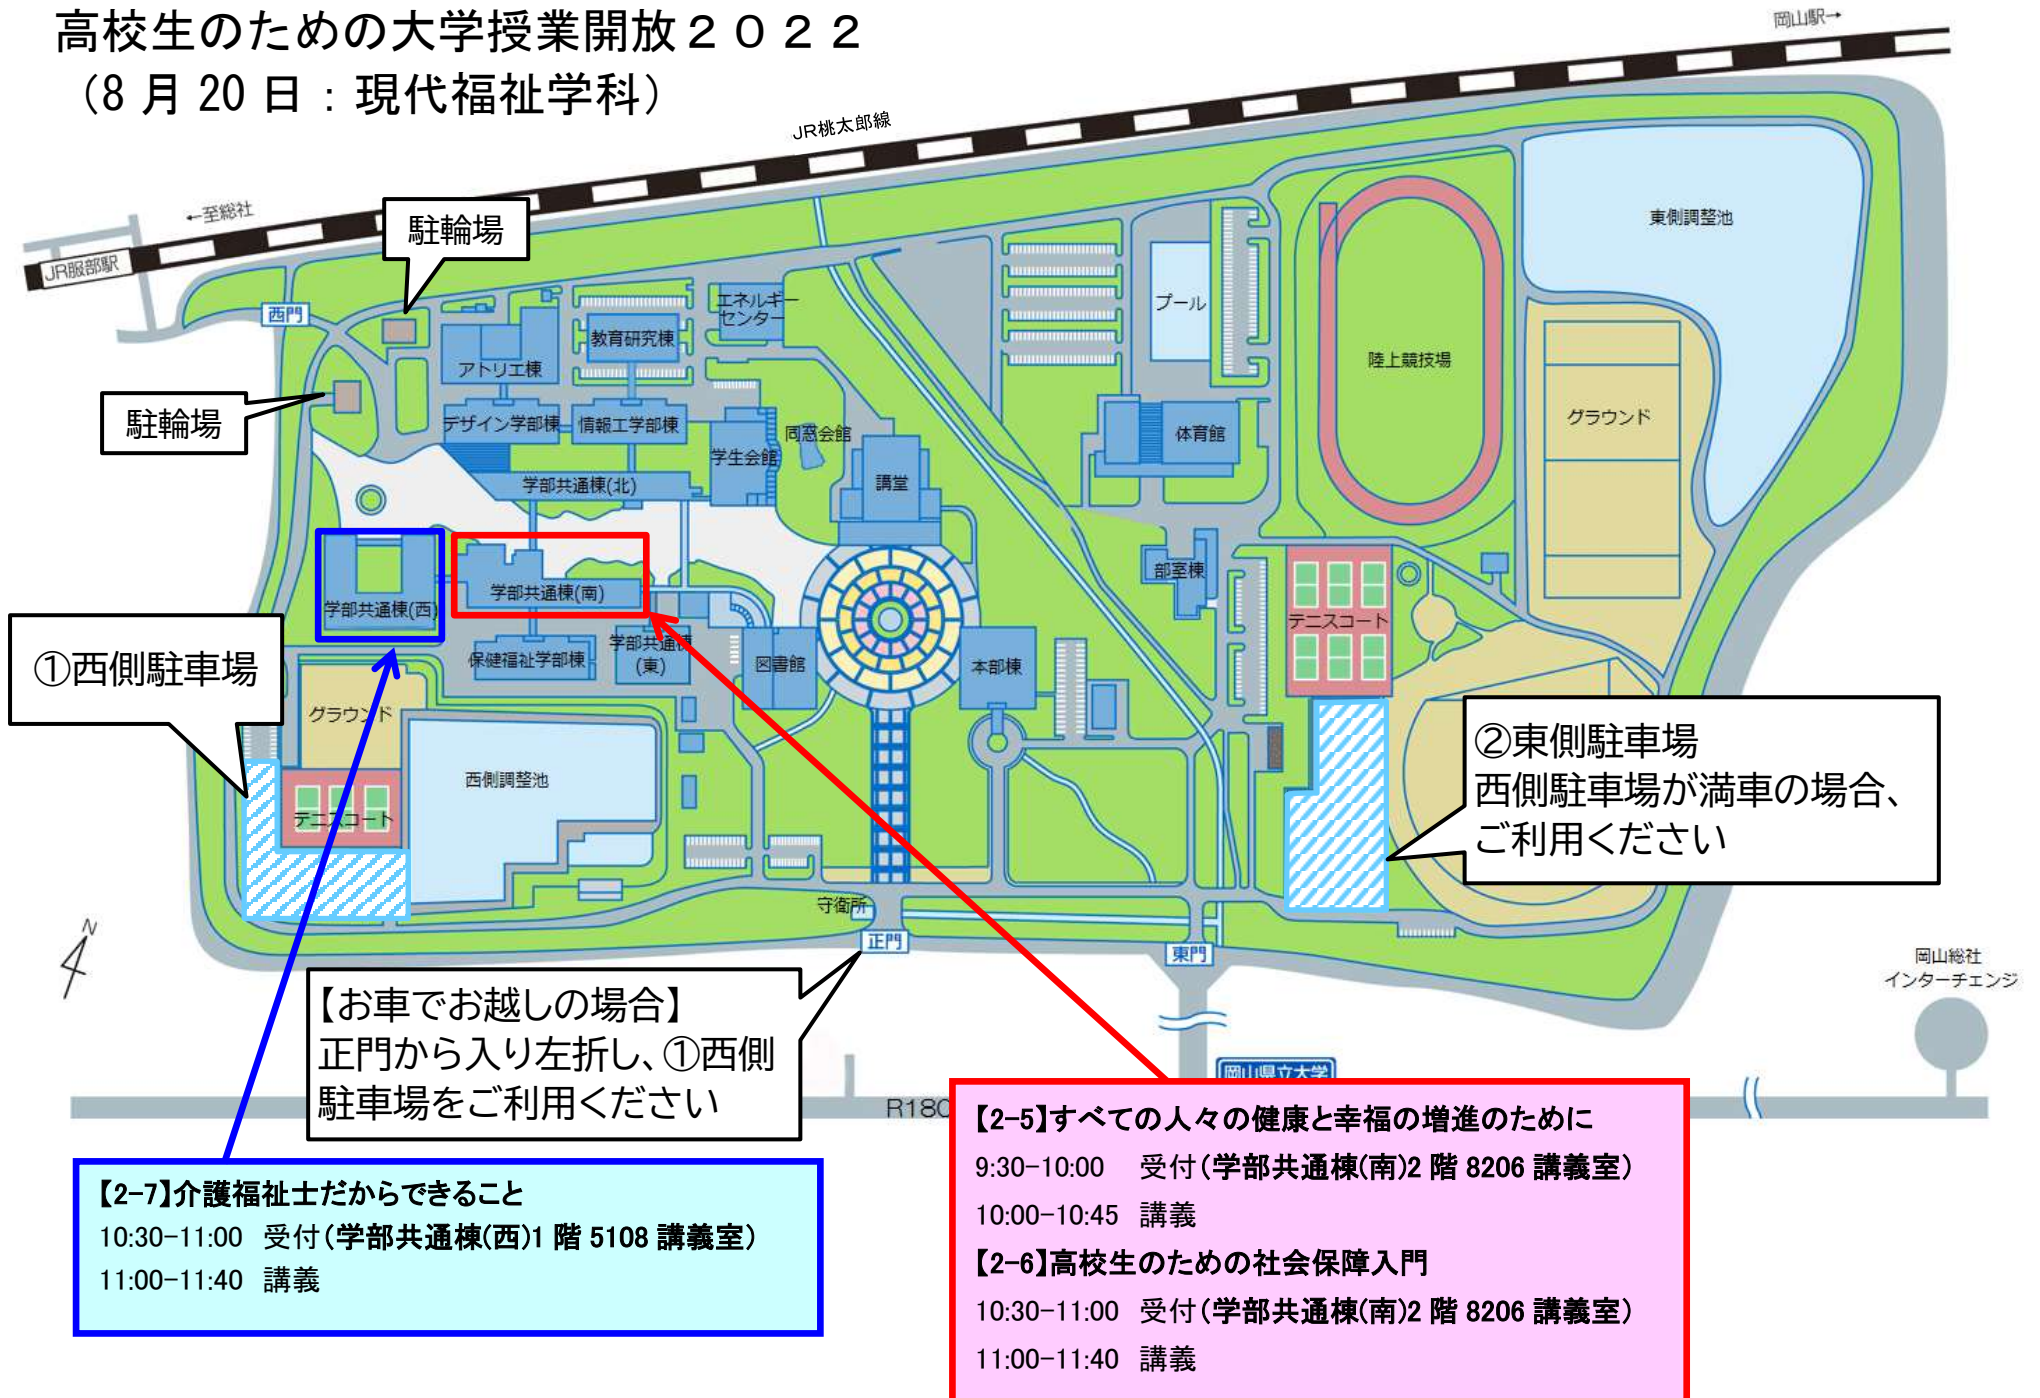 高校生のための大学授業開放２０２２
（8 月 20 日：現代福祉学科）
岡山駅→
JR桃太郎線
←至総社
JR服部駅
駐輪場
西門
駐輪場
エネルギー
センター
教育研究棟
アトリエ棟
デザイン学部棟
情報工学部棟
同窓会館
学生会館
講堂
学部共通棟(北)
プール
体育館
陸上競技場
東側調整池
グラウンド
学部共通棟(西)
学部共通棟(南)
部室棟
テニスコート
①西側駐車場
保健福祉学部棟
学部共通棟
(東)
図書館
本部棟
グラウンド
西側調整池
テニスコート
②東側駐車場
西側駐車場が満車の場合、
ご利用ください
守衛所
正門
東門
N
岡山総社
インターチェンジ
【お車でお越しの場合】
正門から入り左折し、①西側
駐車場をご利用ください
岡山県立大学
R180
【2-7】介護福祉士だからできること
10:30-11:00 受付（学部共通棟(西)1 階 5108 講義室）
11:00-11:40 講義
【2-5】すべての人々の健康と幸福の増進のために
9:30-10:00 受付（学部共通棟(南)2 階 8206 講義室）
10:00-10:45 講義
【2-6】高校生のための社会保障入門
10:30-11:00 受付（学部共通棟(南)2 階 8206 講義室）
11:00-11:40 講義